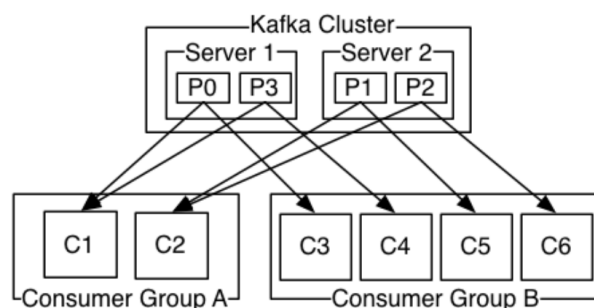 Kafka Cluster
Server 1 Server 2
P0 P3 P1 P2
C1 C2 C3 C4 C5 C6
Consumer Group A Consumer Group B